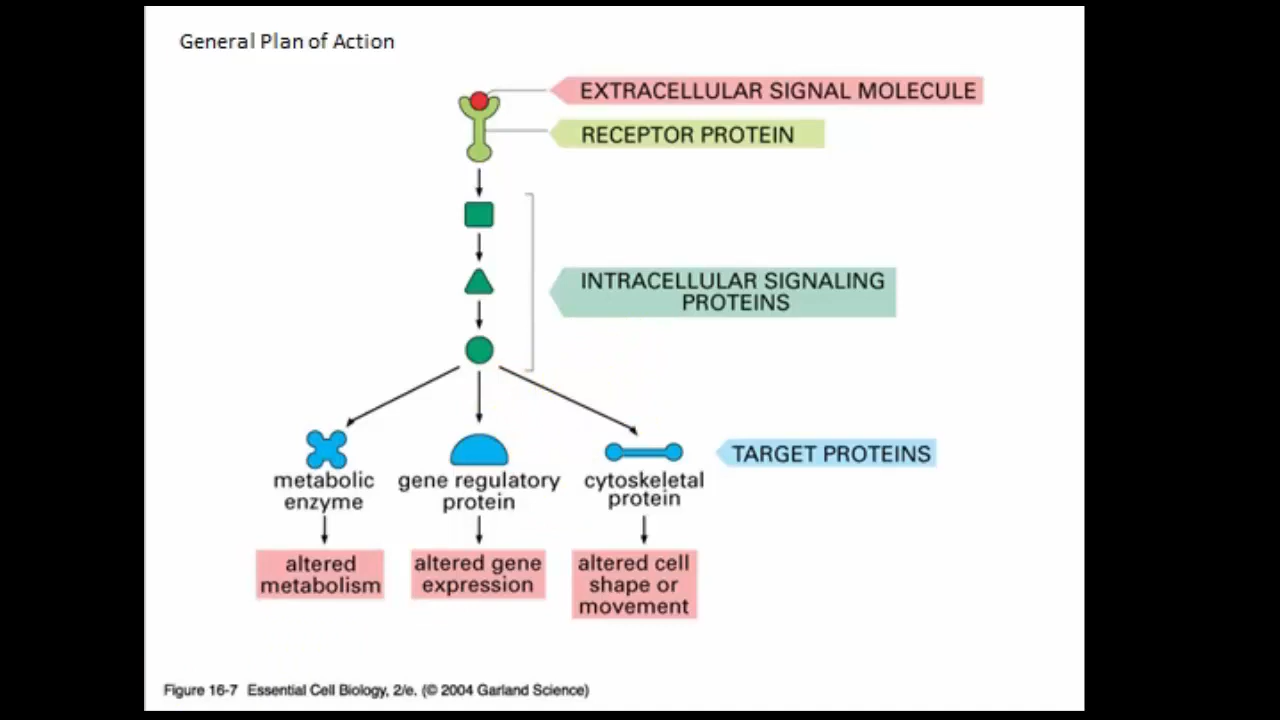 General Plan of Action
EXTRACELLULAR SIGNAL MOLECULE
RECEPTOR PROTEIN
INTRACELLULAR SIGNALING
PROTEINS
TARGET PROTEINS
metabolic
enzyme
gene regulatory
protein
cytoskeletal
protein
altered
metabolism
altered gene
expression
altered cell
shape or
movement
Figure 16-7 Essential Cell Biology, 2/e. (© 2004 Garland Science)